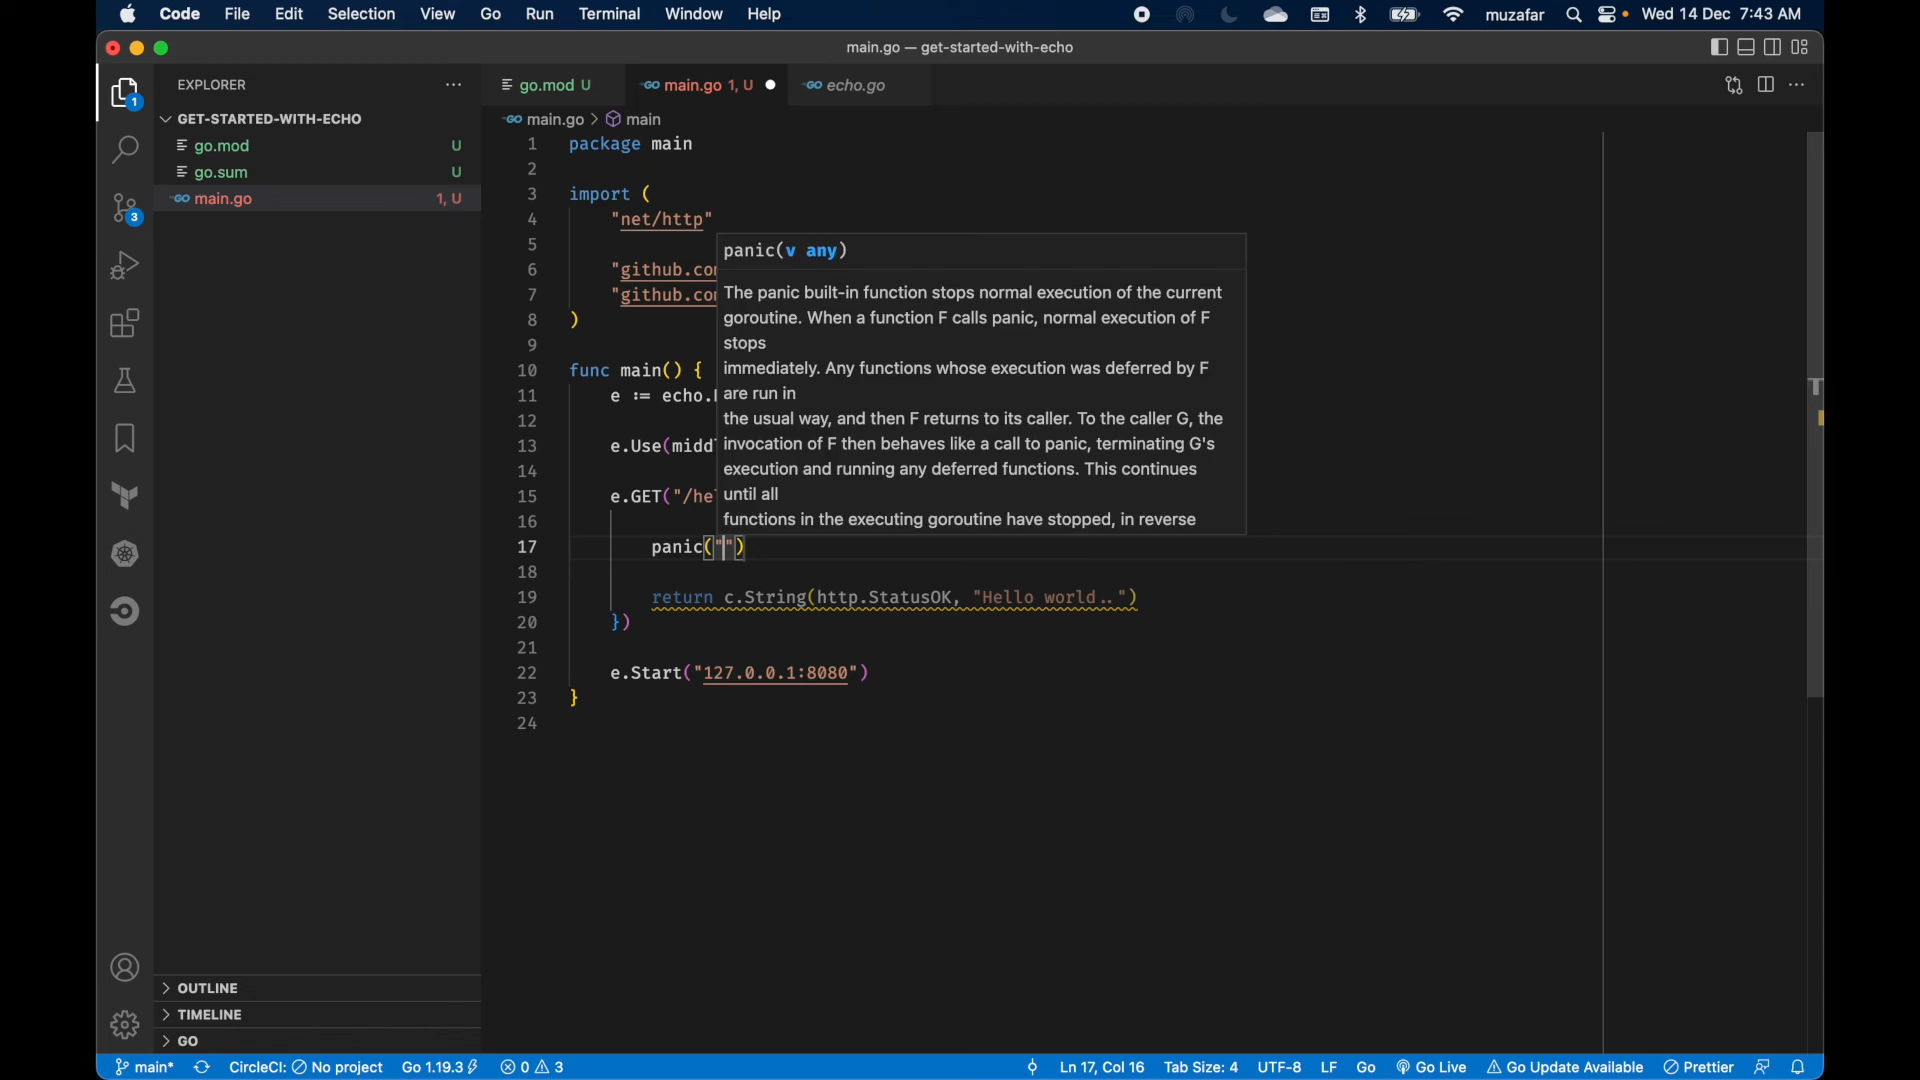 Code File Edit Selection View Go Run Terminal Window Help muzafar Wed 14 Dec 7:43 AM
main.go — get-started-with-echo
EXPLORER
go.mod U main.go 1, U echo.go
GET-STARTED-WITH-ECHO
go.mod U
go.sum U
main.go 1, U
main.go > main
1 package main
2
3 import (
4 "net/http"
5
6 "github.co
7 "github.co
8 )
9
10 func main() {
11 e := echo.
12
13 e.Use(midd
14
15 e.GET("/he
16
17 panic("")
18
19 return c.String(http.StatusOK, "Hello world..")
20 })
21
22 e.Start("127.0.0.1:8080")
23 }
24
panic(v any)
The panic built-in function stops normal execution of the current
goroutine. When a function F calls panic, normal execution of F
stops
immediately. Any functions whose execution was deferred by F
are run in
the usual way, and then F returns to its caller. To the caller G, the
invocation of F then behaves like a call to panic, terminating G's
execution and running any deferred functions. This continues
until all
functions in the executing goroutine have stopped, in reverse
1
3
OUTLINE
TIMELINE
GO
main* CircleCI: No project Go 1.19.3 0 3 Ln 17, Col 16 Tab Size: 4 UTF-8 LF Go Go Live Go Update Available Prettier